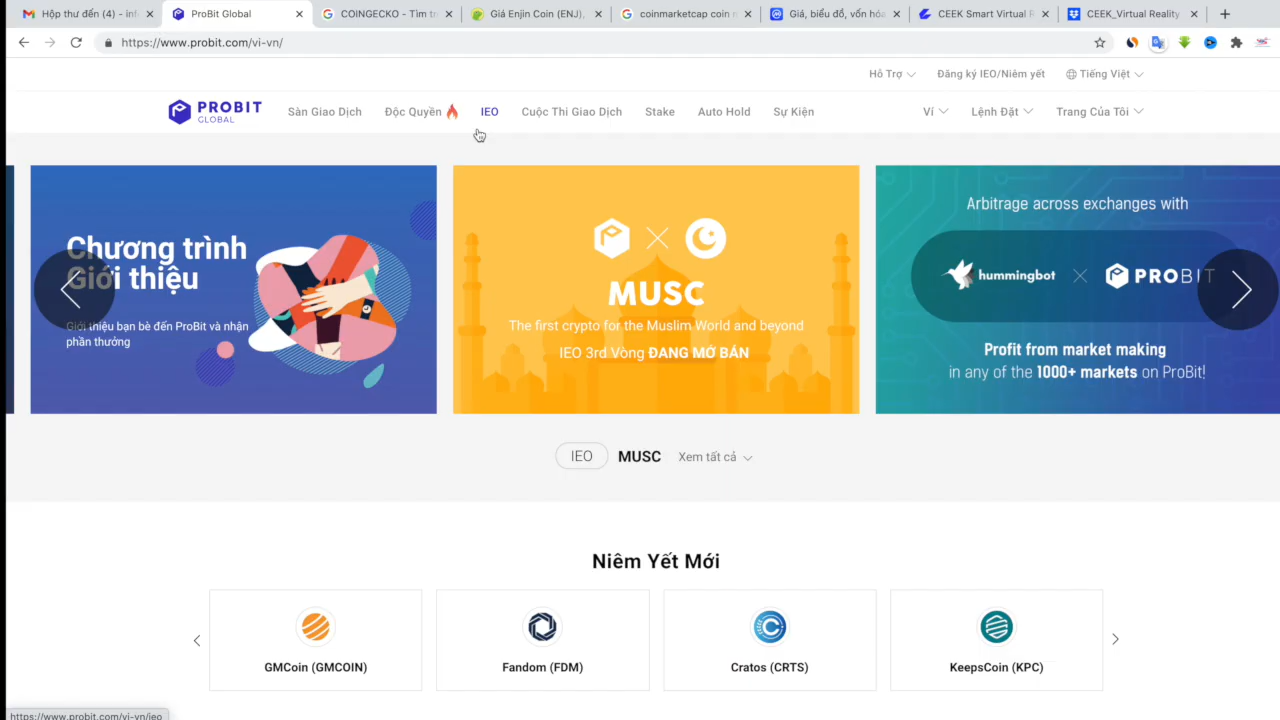 Hộp thư đến (4) - inf
ProBit Global
COINGECKO - Tìm tr
Giá Enjin Coin (ENJ),
coinmarketcap coin n
Giá, biểu đồ, vốn hóa
CEEK Smart Virtual R
CEEK_Virtual Reality
https://www.probit.com/vi-vn/
Hỗ Trợ
Đăng ký IEO/Niêm yết
Tiếng Việt
PROBIT
GLOBAL
Sàn Giao Dịch
Độc Quyền
IEO
Cuộc Thi Giao Dịch
Stake
Auto Hold
Sự Kiện
Ví
Lệnh Đặt
Trang Của Tôi
Chương trình
Giới thiệu
Giới thiệu bạn bè đến ProBit và nhận
phần thưởng
MUSC
The first crypto for the Muslim World and beyond
IEO 3rd Vòng ĐANG MỞ BÁN
Arbitrage across exchanges with
hummingbot
PROBIT
Profit from market making
in any of the 1000+ markets on ProBit!
IEO
MUSC
Xem tất cả
Niêm Yết Mới
GMCoin (GMCOIN)
Fandom (FDM)
Cratos (CRTS)
KeepsCoin (KPC)
https://www.probit.com/vi-vn/ieo